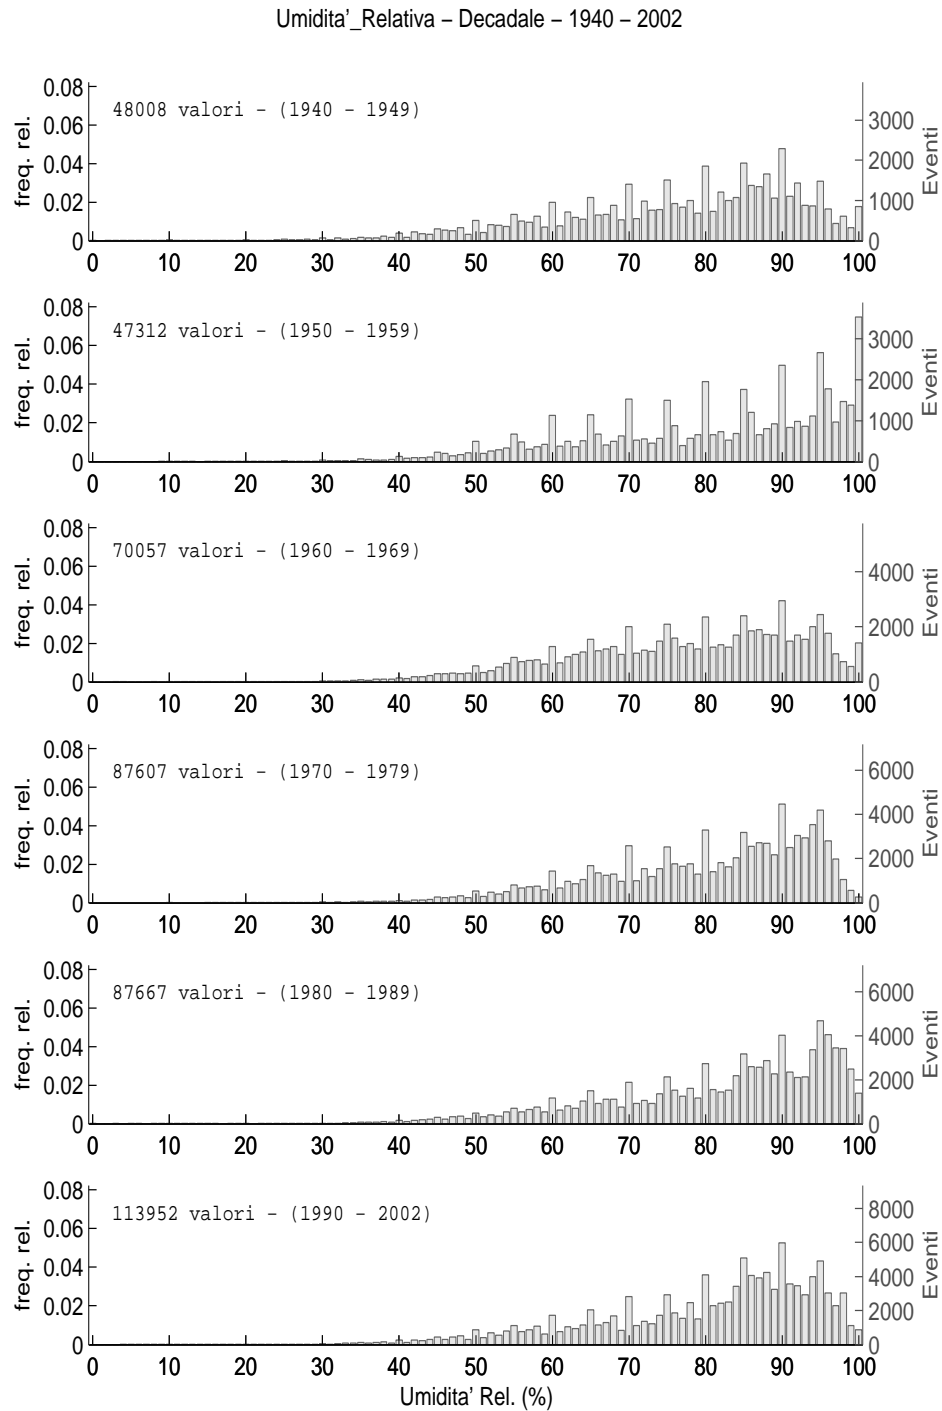 Umidita'_Relativa – Decadale – 1940 – 2002
48008 valori – (1940 – 1949)
freq. rel.
0.08
0.06
0.04
0.02
0
3000
2000
1000
0
Eventi
0 10 20 30 40 50 60 70 80 90 100
47312 valori – (1950 – 1959)
freq. rel.
0.08
0.06
0.04
0.02
0
3000
2000
1000
0
Eventi
0 10 20 30 40 50 60 70 80 90 100
70057 valori – (1960 – 1969)
freq. rel.
0.08
0.06
0.04
0.02
0
4000
2000
0
Eventi
0 10 20 30 40 50 60 70 80 90 100
87607 valori – (1970 – 1979)
freq. rel.
0.08
0.06
0.04
0.02
0
6000
4000
2000
0
Eventi
0 10 20 30 40 50 60 70 80 90 100
87667 valori – (1980 – 1989)
freq. rel.
0.08
0.06
0.04
0.02
0
6000
4000
2000
0
Eventi
0 10 20 30 40 50 60 70 80 90 100
113952 valori – (1990 – 2002)
freq. rel.
0.08
0.06
0.04
0.02
0
8000
6000
4000
2000
0
Eventi
0 10 20 30 40 50 60 70 80 90 100
Umidita' Rel. (%)